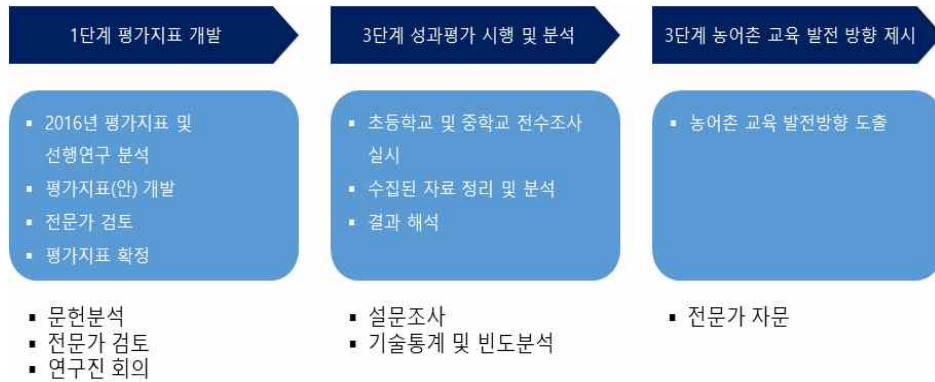 1단계 평가지표 개발
▪ 2016년 평가지표 및
선행연구 분석
▪ 평가지표(안) 개발
▪ 전문가 검토
▪ 평가지표 확정
▪ 문헌분석
▪ 전문가 검토
▪ 연구진 회의
3단계 성과평가 시행 및 분석
▪ 초등학교 및 중학교 전수조사
실시
▪ 수집된 자료 정리 및 분석
▪ 결과 해석
▪ 설문조사
▪ 기술통계 및 빈도분석
3단계 농어촌 교육 발전 방향 제시
▪ 농어촌 교육 발전방향 도출
▪ 전문가 자문